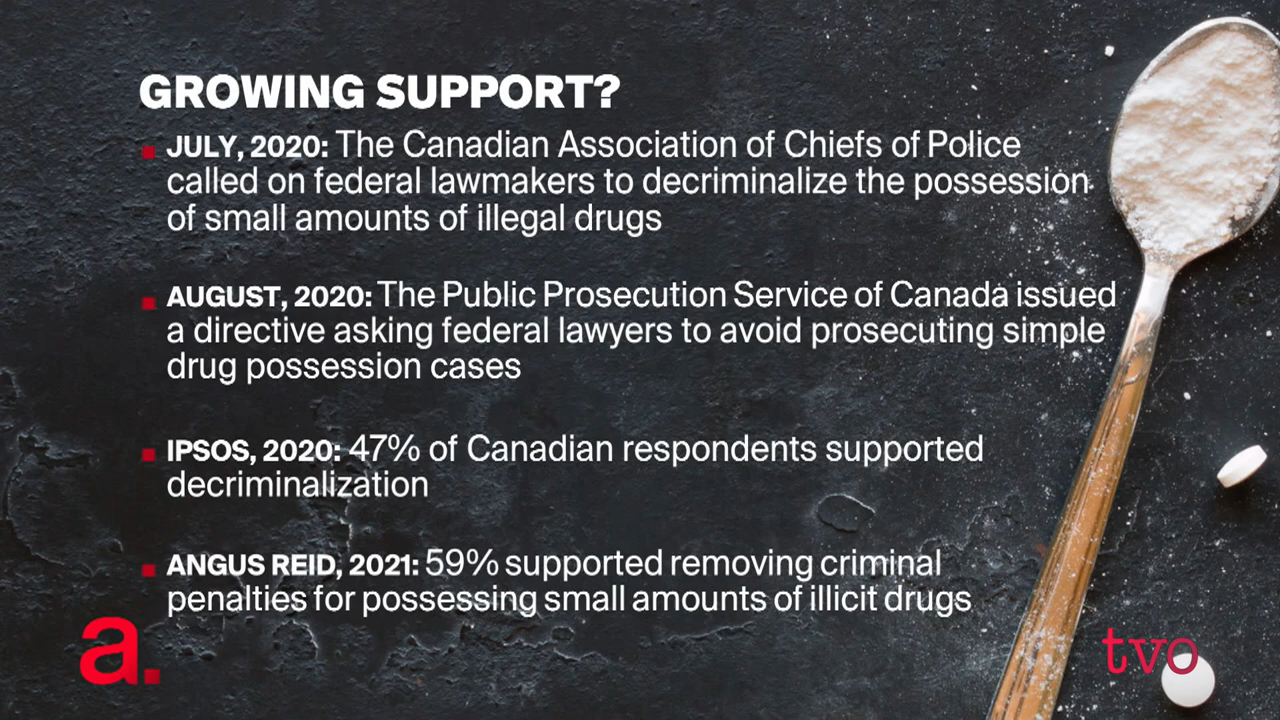 GROWING SUPPORT?
JULY, 2020: The Canadian Association of Chiefs of Police
called on federal lawmakers to decriminalize the possession
of small amounts of illegal drugs
AUGUST, 2020: The Public Prosecution Service of Canada issued
a directive asking federal lawyers to avoid prosecuting simple
drug possession cases
IPSOS, 2020: 47% of Canadian respondents supported
decriminalization
ANGUS REID, 2021: 59% supported removing criminal
penalties for possessing small amounts of illicit drugs
a.
tvo